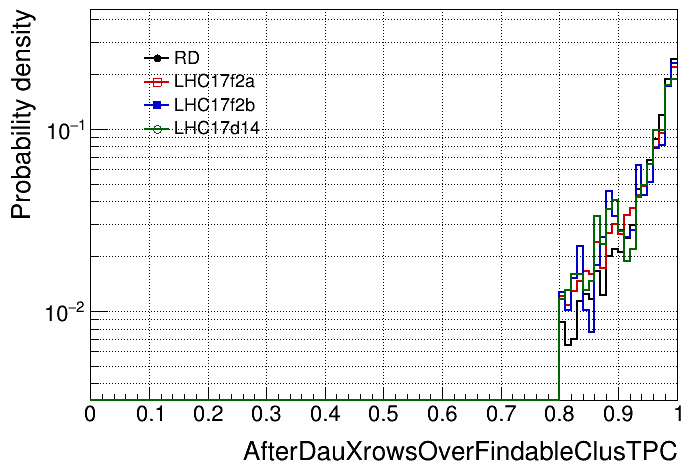 Probability density
RD
LHC17f2a
LHC17f2b
LHC17d14
10⁻¹
10⁻²
0 0.1 0.2 0.3 0.4 0.5 0.6 0.7 0.8 0.9 1
AfterDauXrowsOverFindableClusTPC